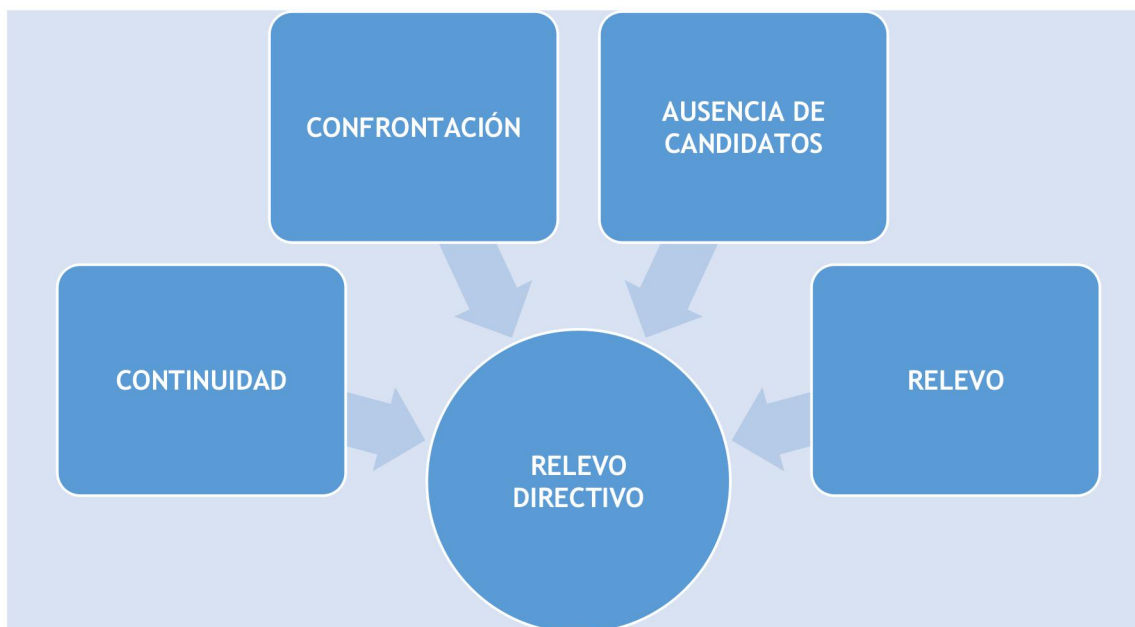 CONFRONTACIÓN
AUSENCIA DE
CANDIDATOS
CONTINUIDAD
RELEVO
RELEVO
DIRECTIVO